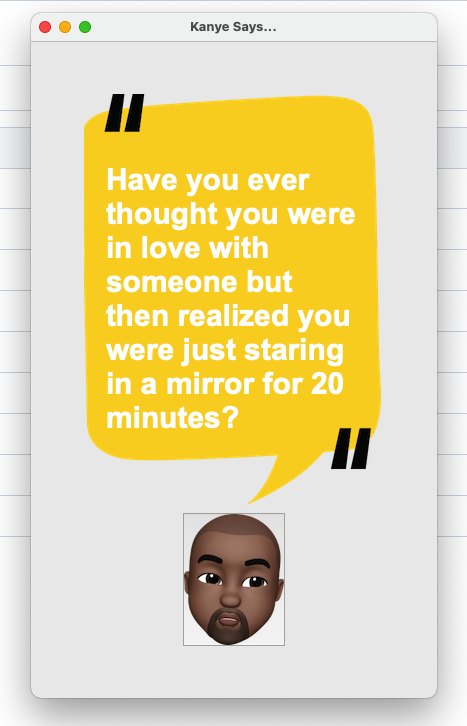 Kanye Says...
"
Have you ever
thought you were
in love with
someone but
then realized you
were just staring
in a mirror for 20
minutes?
"